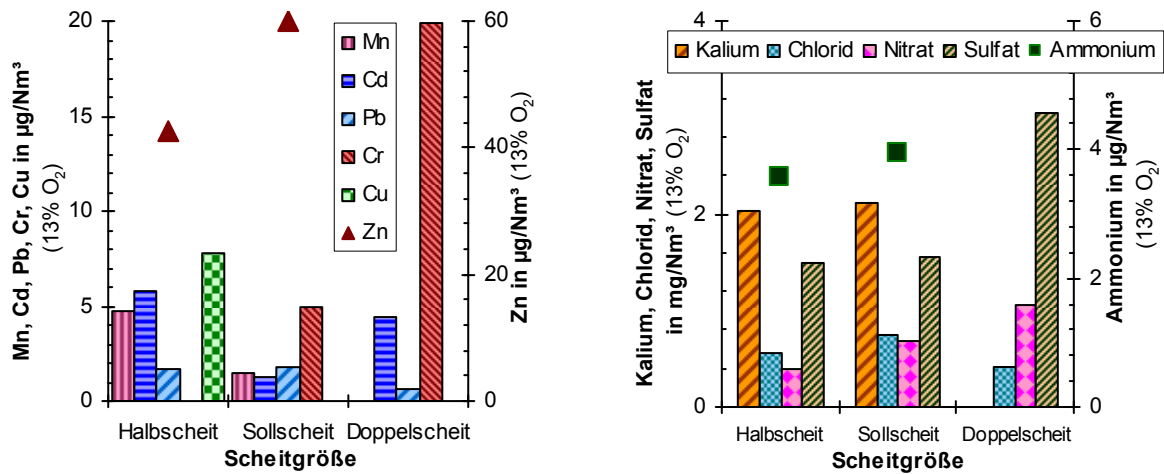 Mn, Cd, Pb, Cr, Cu in µg/Nm³
(13% O₂)
20
15
10
5
0
Mn
Cd
Pb
Cr
Cu
Zn
60
40
20
0
Zn in µg/Nm³ (13% O₂)
Halbscheit Sollscheit Doppelscheit
Scheitgröße
Kalium, Chlorid, Nitrat, Sulfat
in mg/Nm³ (13% O₂)
4
2
0
Kalium Chlorid Nitrat Sulfat Ammonium
6
4
2
0
Ammonium in µg/Nm³
(13% O₂)
Halbscheit Sollscheit Doppelscheit
Scheitgröße